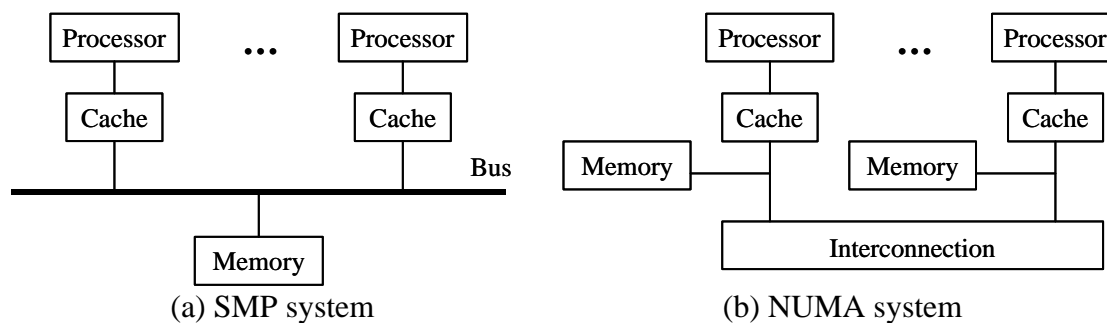 Processor ... Processor
Cache Cache
Bus
Memory
(a) SMP system
Processor ... Processor
Cache Cache
Memory Memory
Interconnection
(b) NUMA system